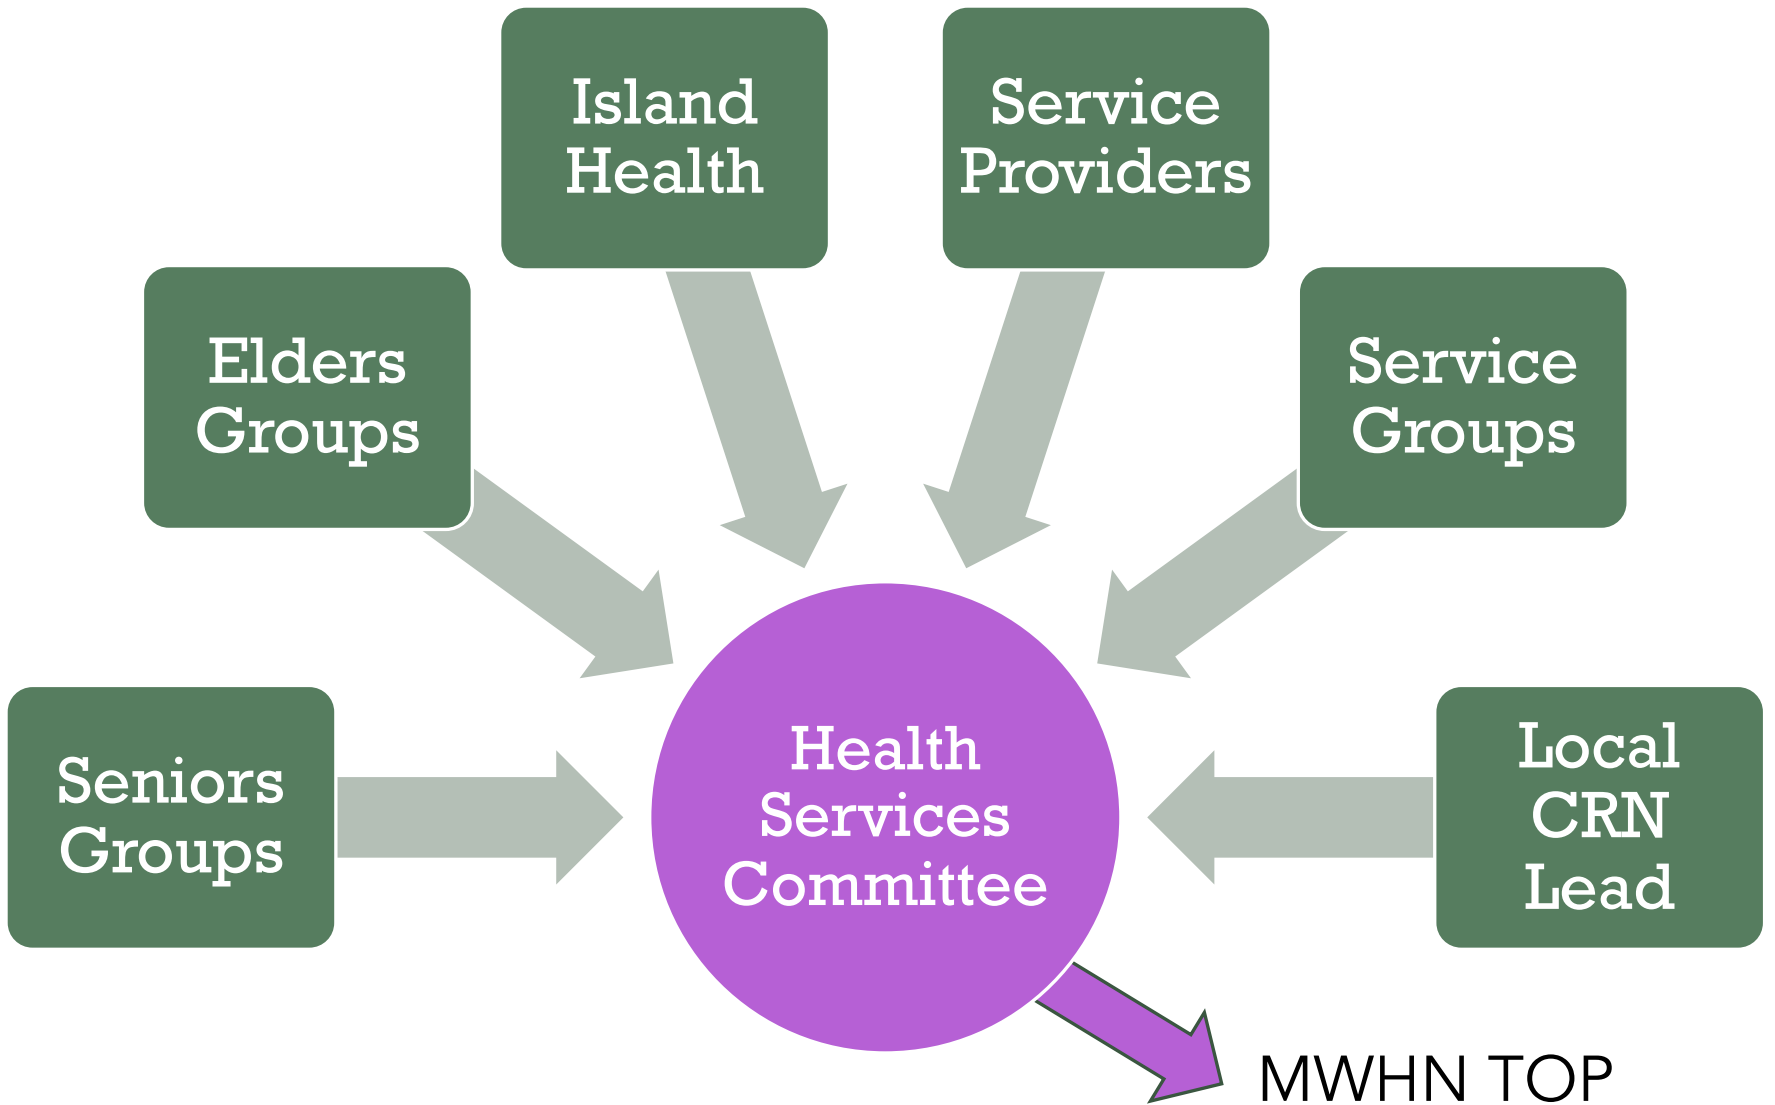 Island
Health
Service
Providers
Elders
Groups
Service
Groups
Seniors
Groups
Health
Services
Committee
Local
CRN
Lead
MWHN TOP